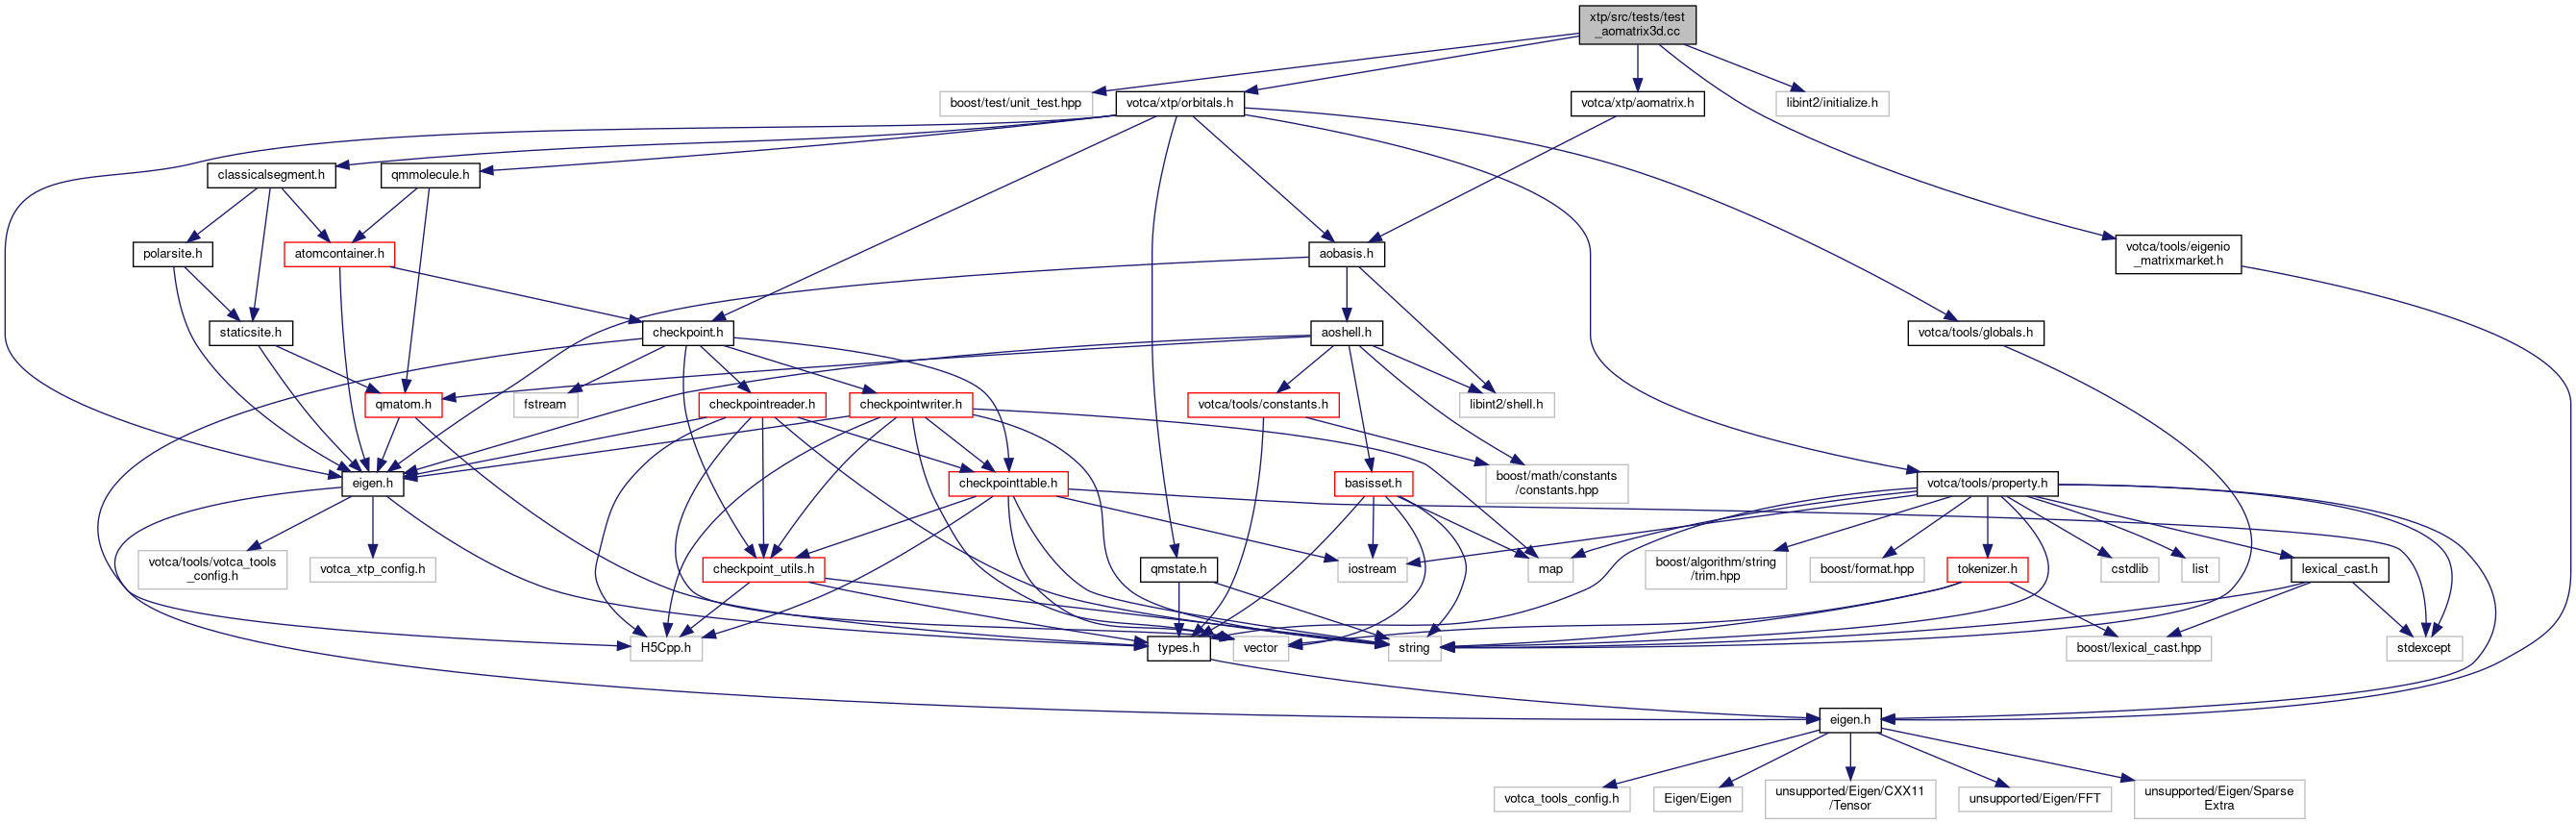 xtp/src/tests/test
_aomatrix3d.cc
boost/test/unit_test.hpp
votca/xtp/orbitals.h
votca/xtp/aomatrix.h
libint2/initialize.h
classicalsegment.h
qmmolecule.h
polarsite.h
atomcontainer.h
aobasis.h
votca/tools/eigenio
_matrixmarket.h
staticsite.h
checkpoint.h
aoshell.h
votca/tools/globals.h
qmatom.h
fstream
checkpointreader.h
checkpointwriter.h
votca/tools/constants.h
libint2/shell.h
eigen.h
checkpointtable.h
basisset.h
boost/math/constants
/constants.hpp
votca/tools/property.h
votca/tools/votca_tools
_config.h
votca_xtp_config.h
checkpoint_utils.h
qmstate.h
iostream
map
boost/algorithm/string
/trim.hpp
boost/format.hpp
tokenizer.h
cstdlib
list
lexical_cast.h
H5Cpp.h
types.h
vector
string
boost/lexical_cast.hpp
stdexcept
eigen.h
votca_tools_config.h
Eigen/Eigen
unsupported/Eigen/CXX11
/Tensor
unsupported/Eigen/FFT
unsupported/Eigen/Sparse
Extra